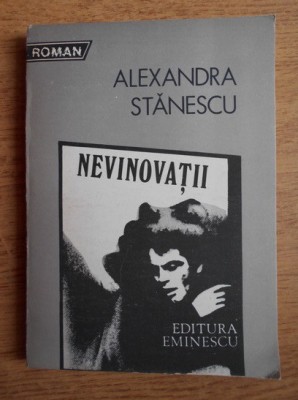 ROMAN
ALEXANDRA
STĂNESCU
NEVINOVAȚII
EDITURA
EMINESCU